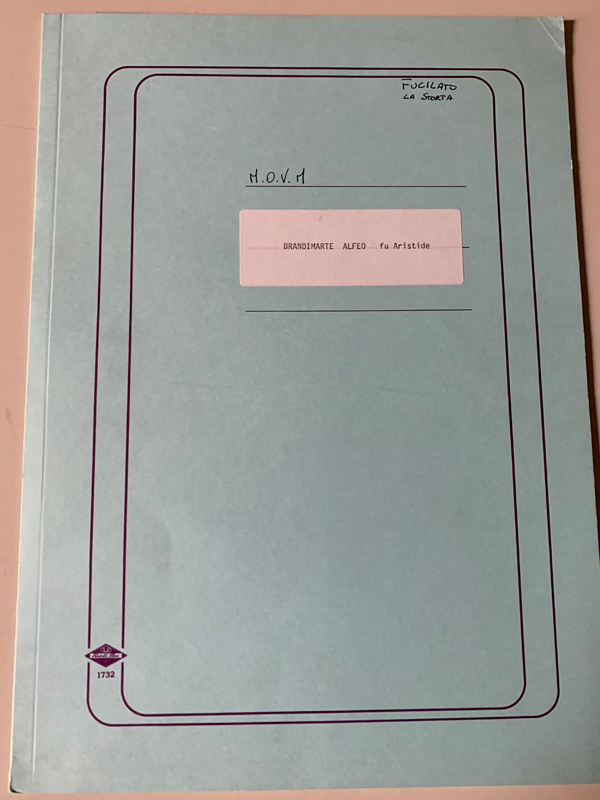 FUCILATO
LA STORTA
M.O.V.M
BRANDIMARTE ALFEO fu Aristide
1732